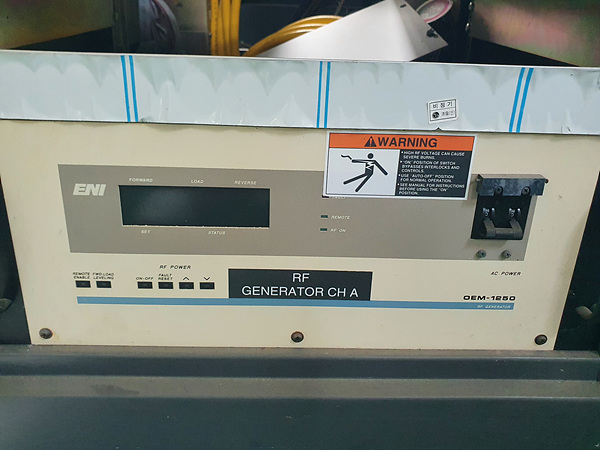 비점기
WARNING
• HIGH RF VOLTAGE CAN CAUSE
SEVERE BURNS.
• "ON" POSITION OF SWITCH
BYPASSES INTERLOCKS AND
CONTROLS.
• USE "AUTO-OFF" POSITION
FOR NORMAL OPERATION.
• SEE MANUAL FOR INSTRUCTIONS
BEFORE USING THE "ON"
POSITION.
ENI
FORWARD LOAD REVERSE
SET STATUS
REMOTE
RF ON
RF POWER
REMOTE ENABLE
FWD/LOAD LEVELING
ON-OFF
FAULT RESET
RF
GENERATOR CH A
AC POWER
OEM-1250
RF GENERATOR